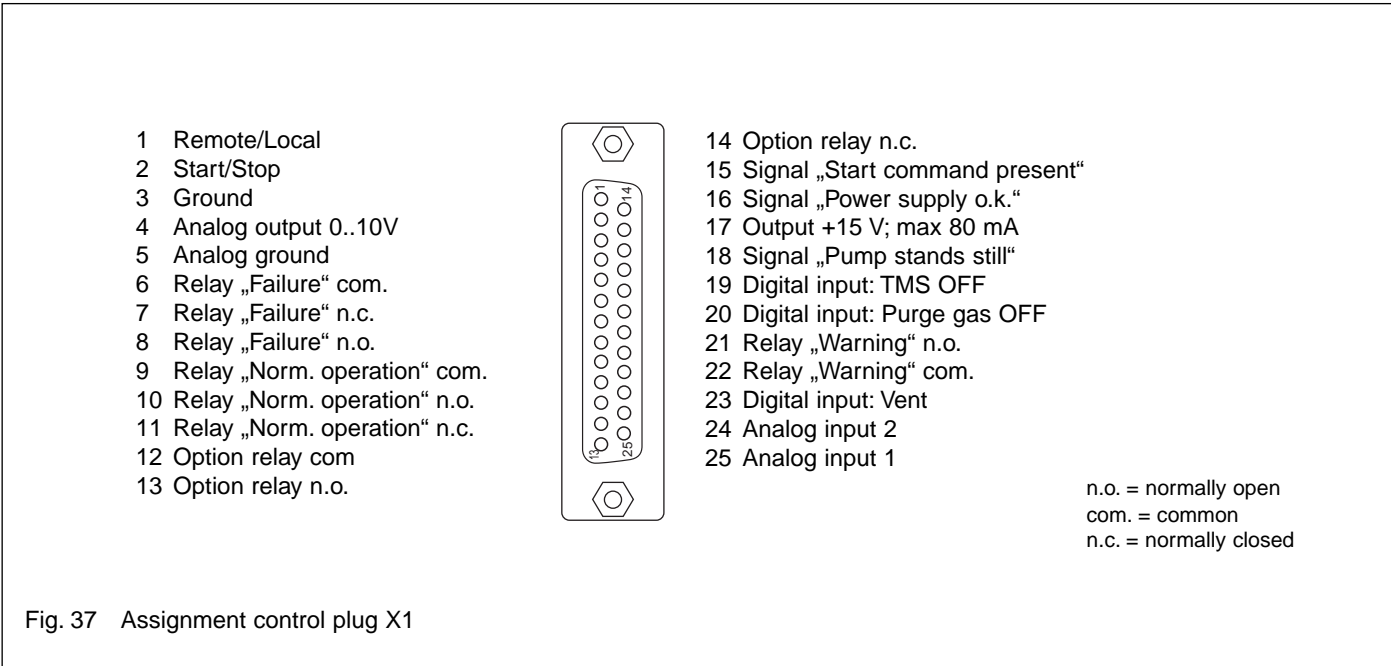 1 Remote/Local
2 Start/Stop
3 Ground
4 Analog output 0..10V
5 Analog ground
6 Relay „Failure“ com.
7 Relay „Failure“ n.c.
8 Relay „Failure“ n.o.
9 Relay „Norm. operation“ com.
10 Relay „Norm. operation“ n.o.
11 Relay „Norm. operation“ n.c.
12 Option relay com
13 Option relay n.o.
1
14
13
25
14 Option relay n.c.
15 Signal „Start command present“
16 Signal „Power supply o.k.“
17 Output +15 V; max 80 mA
18 Signal „Pump stands still“
19 Digital input: TMS OFF
20 Digital input: Purge gas OFF
21 Relay „Warning“ n.o.
22 Relay „Warning“ com.
23 Digital input: Vent
24 Analog input 2
25 Analog input 1
n.o. = normally open
com. = common
n.c. = normally closed
Fig. 37 Assignment control plug X1